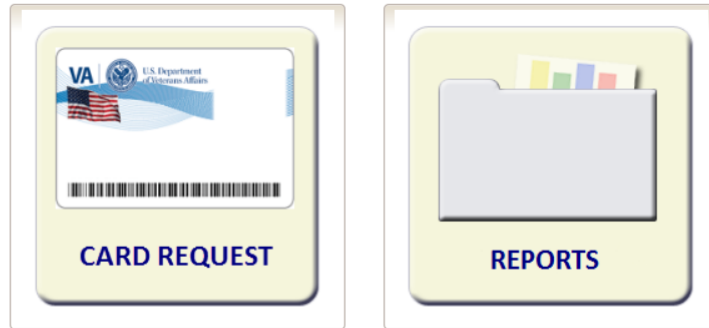 VA
U.S. Department
of Veterans Affairs
CARD REQUEST
REPORTS